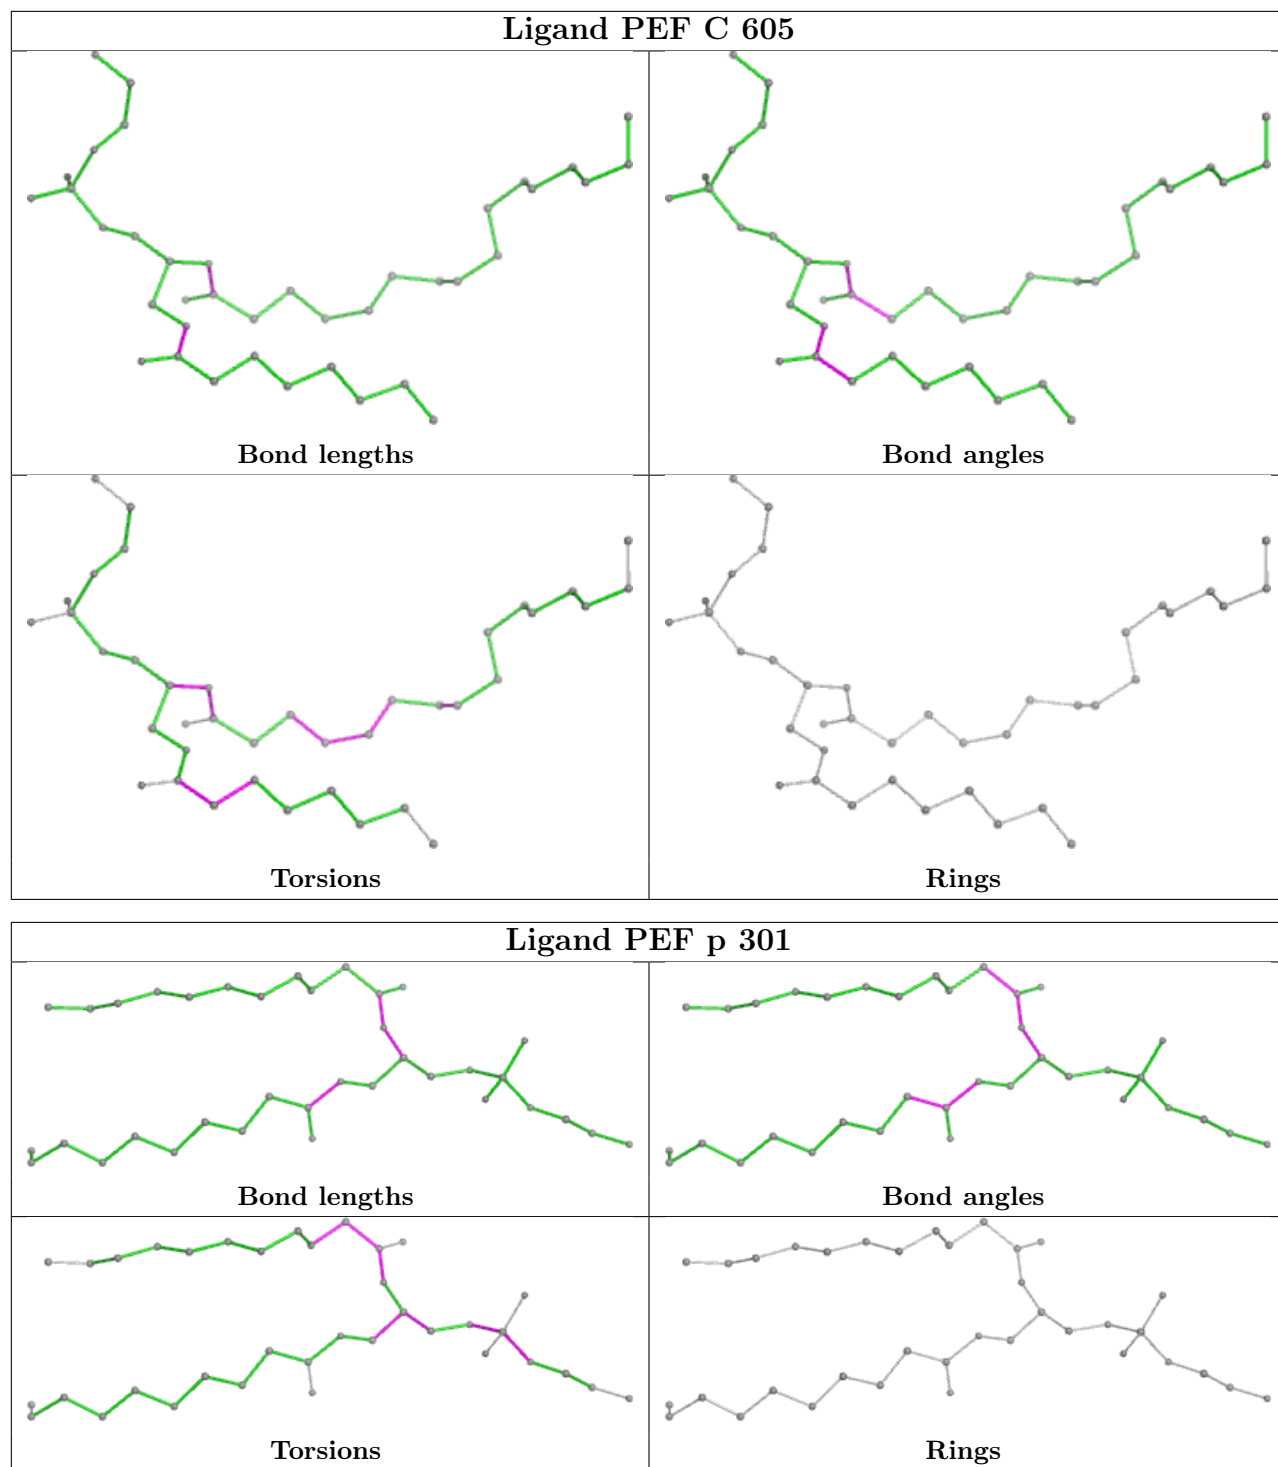 Ligand PEF C 605
Bond lengths
Bond angles
Torsions
Rings
Ligand PEF p 301
Bond lengths
Bond angles
Torsions
Rings